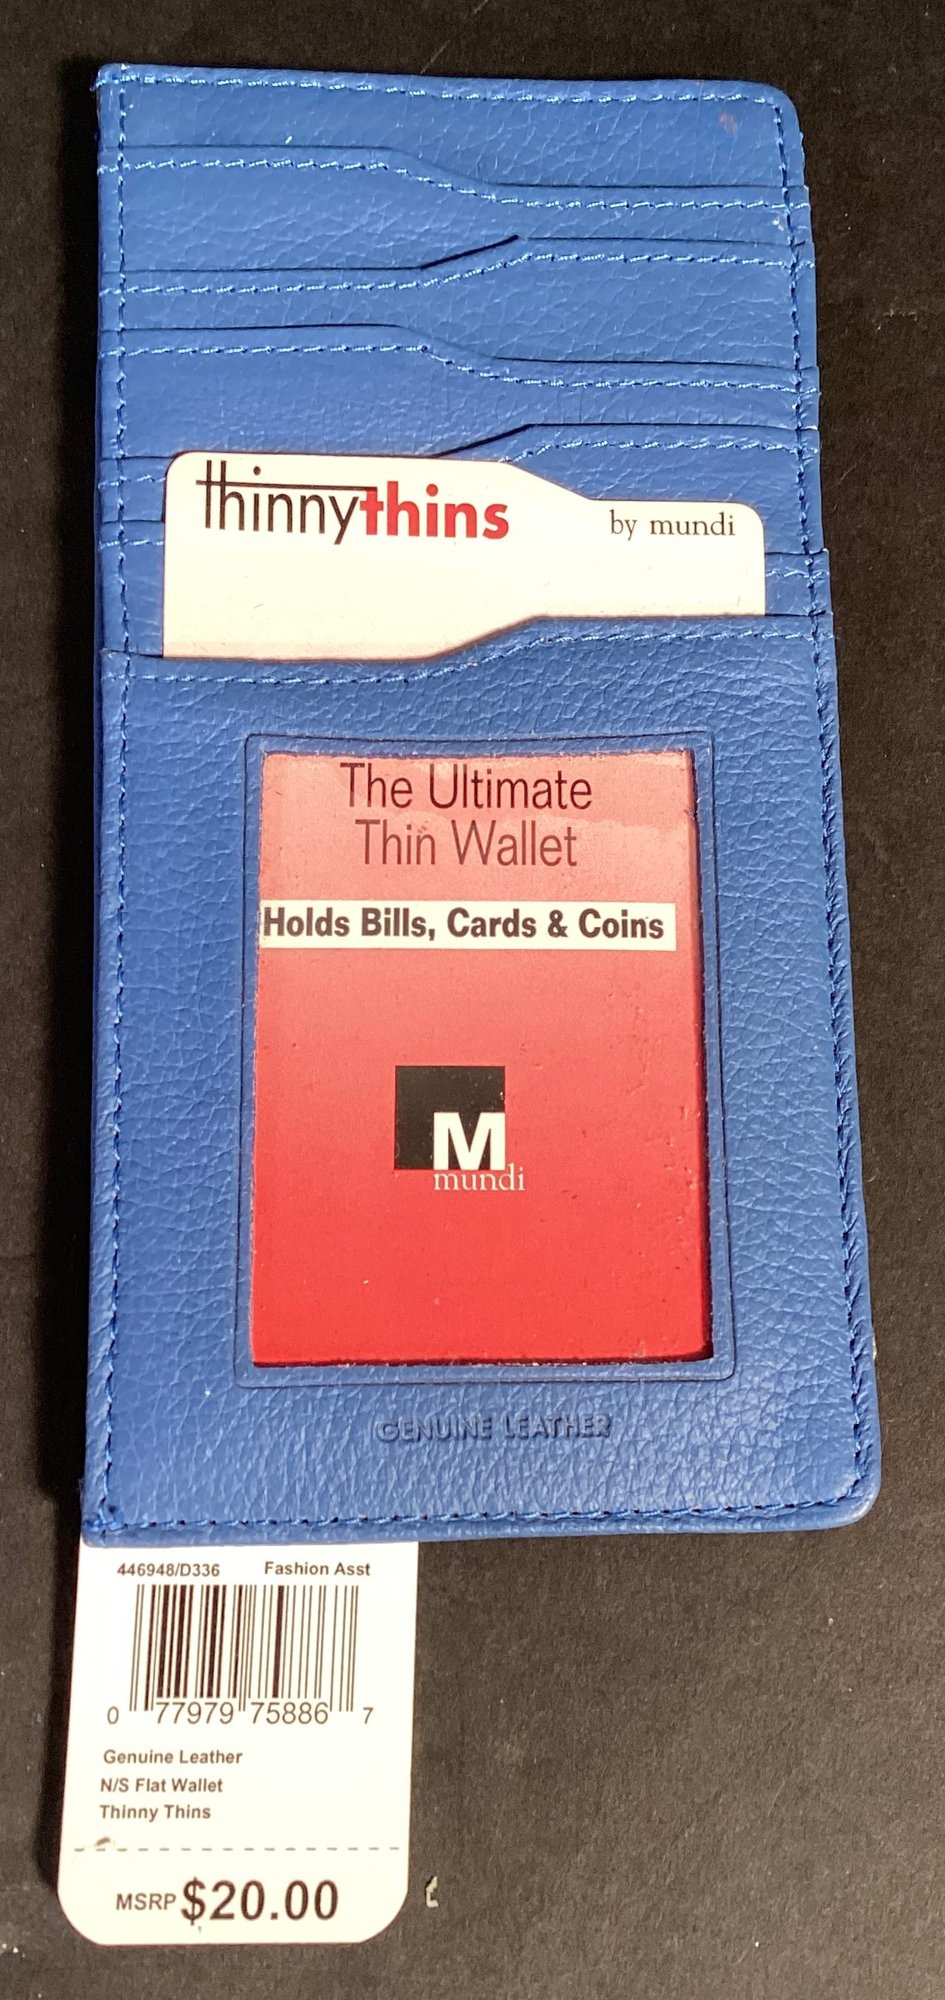 thinnythins by mundi
The Ultimate
Thin Wallet
Holds Bills, Cards & Coins
M
mundi
GENUINE LEATHER
446948/D336 Fashion Asst
0 77979 75886 7
Genuine Leather
N/S Flat Wallet
Thinny Thins
MSRP $20.00